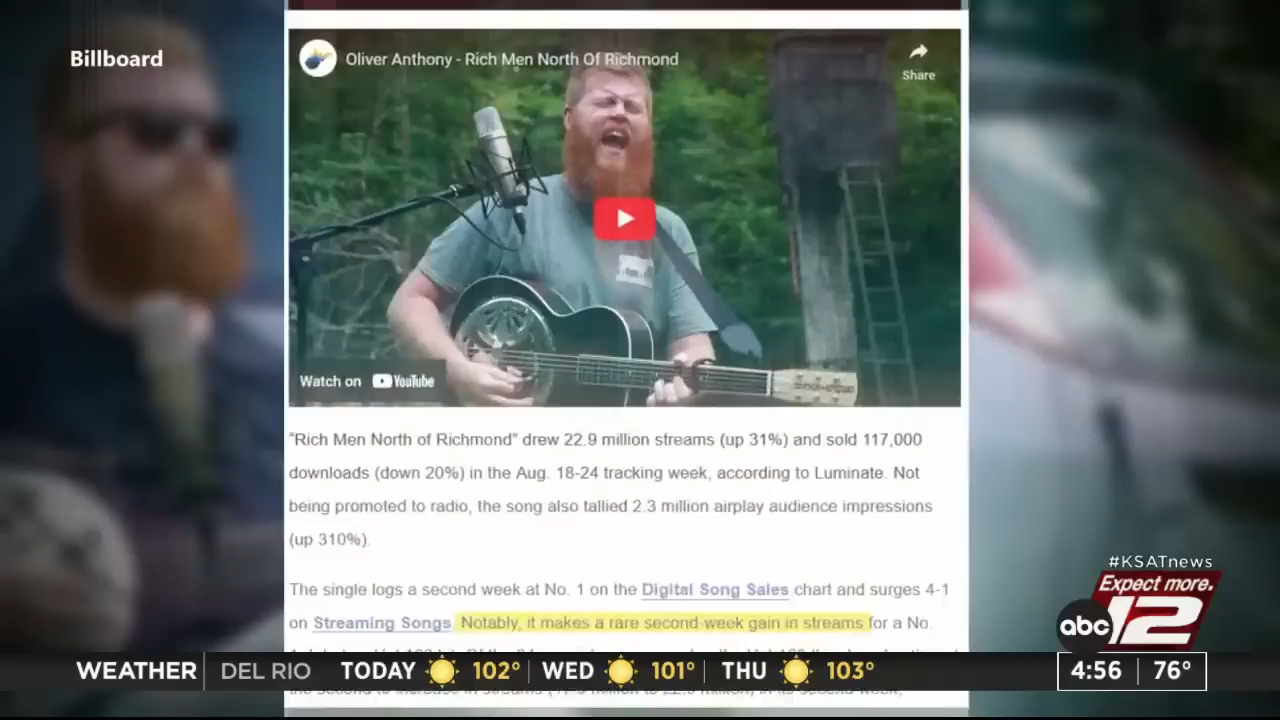 Billboard
Oliver Anthony - Rich Men North Of Richmond
Share
Watch on YouTube
"Rich Men North of Richmond" drew 22.9 million streams (up 31%) and sold 117,000
downloads (down 20%) in the Aug. 18-24 tracking week, according to Luminate. Not
being promoted to radio, the song also tallied 2.3 million airplay audience impressions
(up 310%).
The single logs a second week at No. 1 on the Digital Song Sales chart and surges 4-1
on Streaming Songs. Notably, it makes a rare second-week gain in streams for a No.
#KSATnews
Expect more.
abc 12
WEATHER DEL RIO TODAY 102° WED 101° THU 103°
4:56 76°